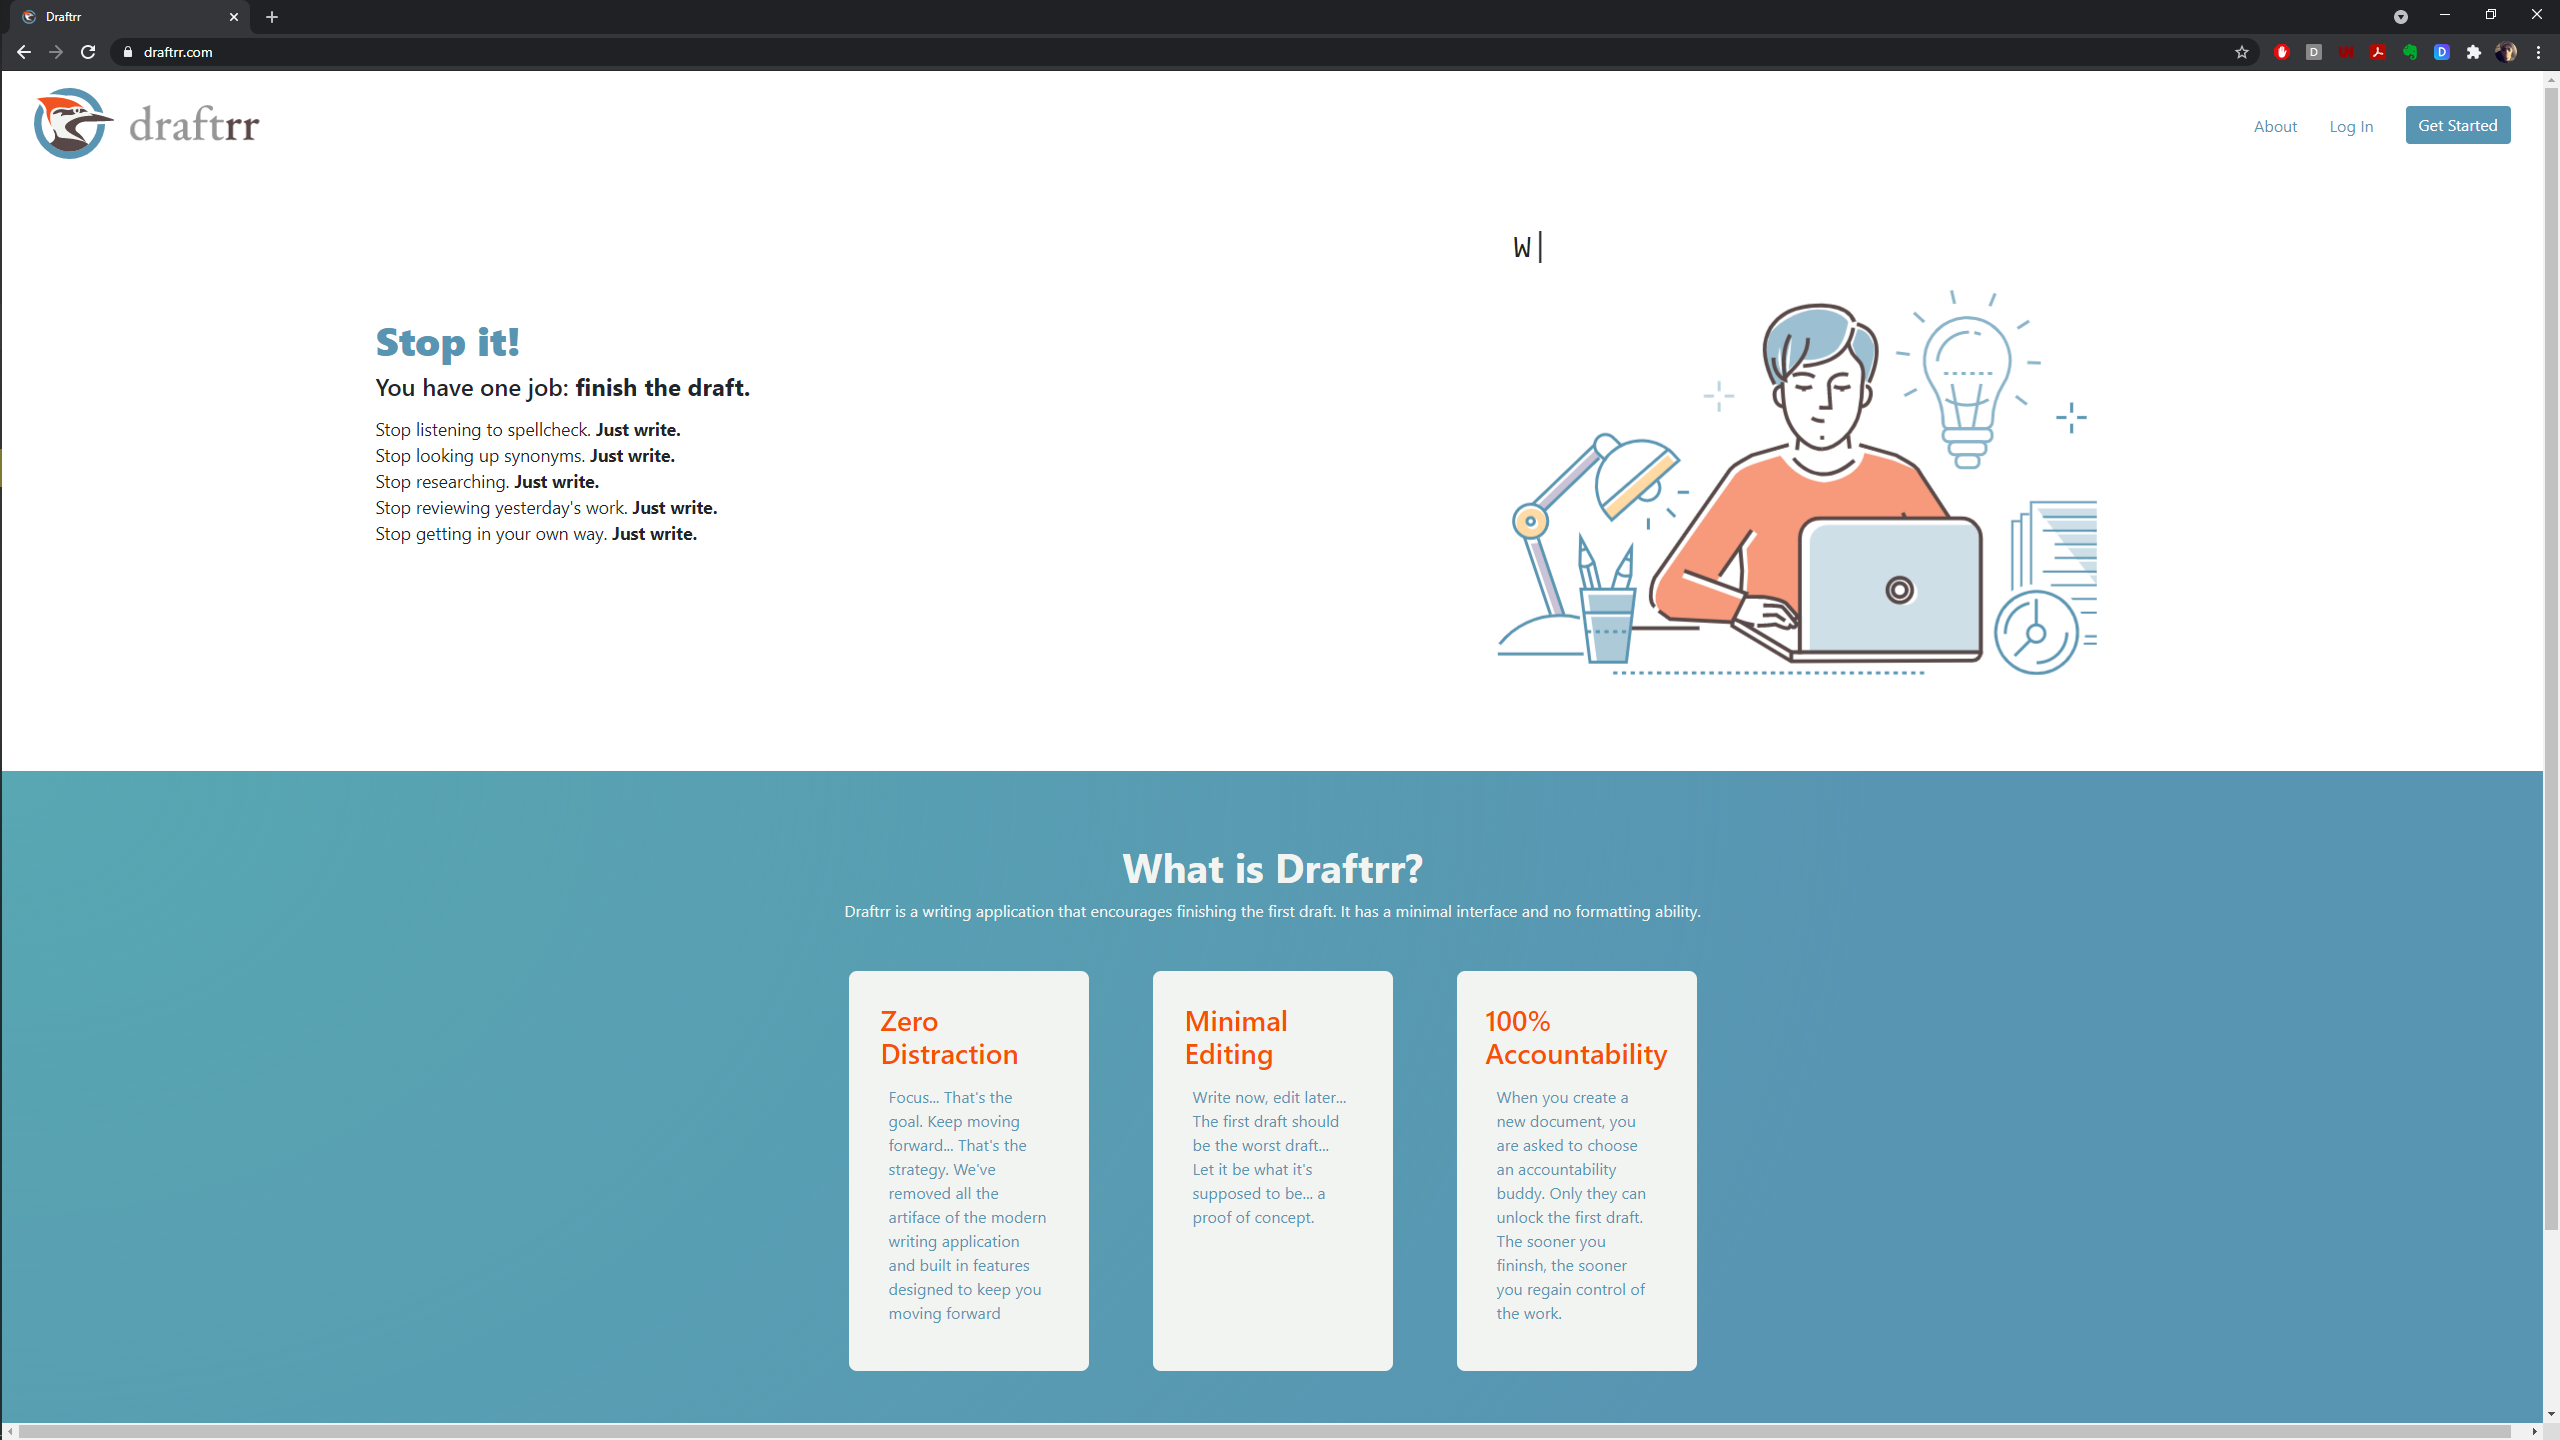 Draftrr
draftrr.com
draftrr
About
Log In
Get Started
W
Stop it!
You have one job: finish the draft.
Stop listening to spellcheck. Just write.
Stop looking up synonyms. Just write.
Stop researching. Just write.
Stop reviewing yesterday's work. Just write.
Stop getting in your own way. Just write.
What is Draftrr?
Draftrr is a writing application that encourages finishing the first draft. It has a minimal interface and no formatting ability.
Zero
Distraction
Focus... That's the
goal. Keep moving
forward... That's the
strategy. We've
removed all the
artiface of the modern
writing application
and built in features
designed to keep you
moving forward
Minimal
Editing
Write now, edit later...
The first draft should
be the worst draft...
Let it be what it's
supposed to be... a
proof of concept.
100%
Accountability
When you create a
new document, you
are asked to choose
an accountability
buddy. Only they can
unlock the first draft.
The sooner you
fininsh, the sooner
you regain control of
the work.